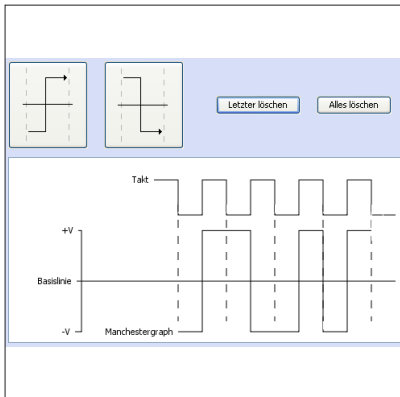 Letzter löschen
Alles löschen
Takt
+V
Basislinie
-V
Manchestergraph